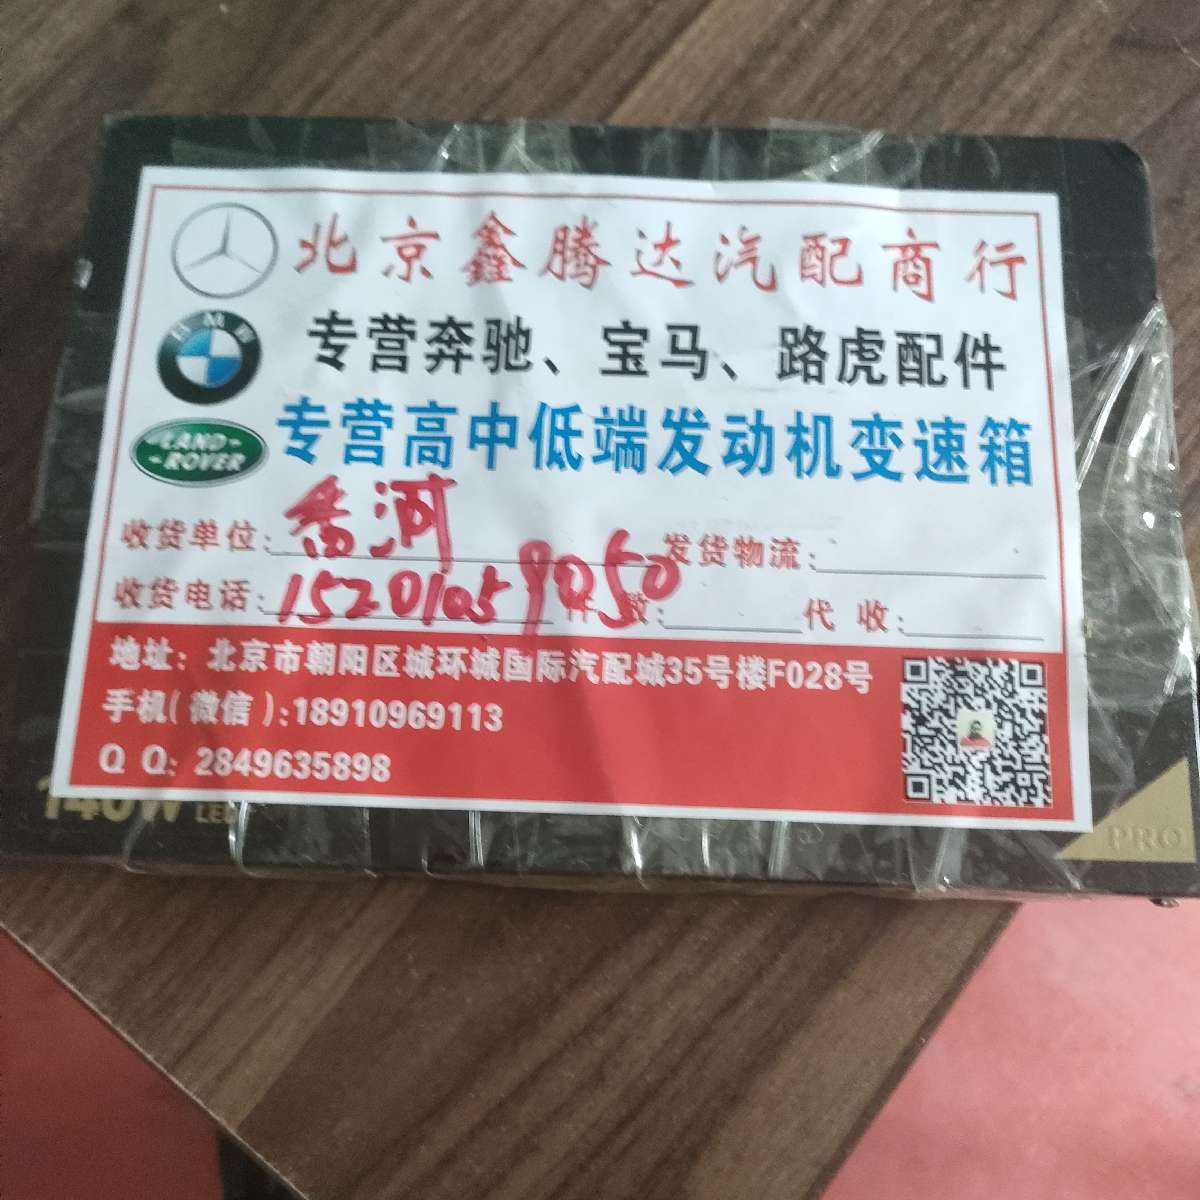 北京鑫腾达汽配商行
专营奔驰、宝马、路虎配件
LAND
ROVER
专营高中低端发动机变速箱
收货单位: 香河 发货物流:
收货电话: 15201059050 件数: 代收:
地址: 北京市朝阳区城环城国际汽配城35号楼F028号
手机(微信):18910969113
QQ: 2849635898
140W LED
PRO